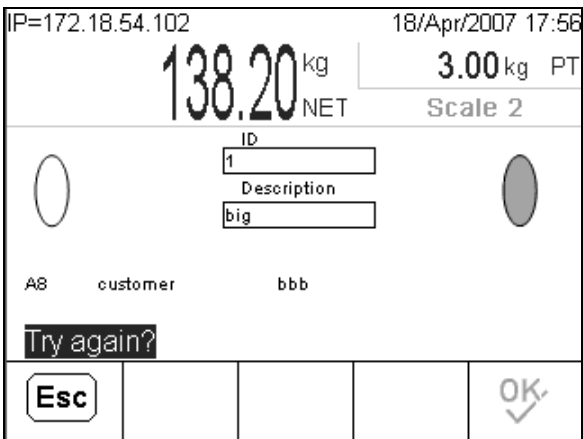 IP=172.18.54.102 18/Apr/2007 17:56
138.20 kg NET 3.00 kg PT
Scale 2
ID
1
Description
big
A8 customer bbb
Try again?
Esc OK